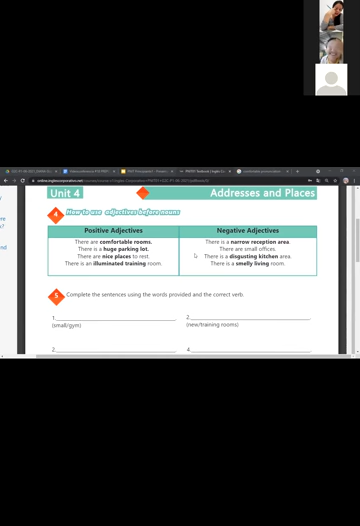 Unit 4
Addresses and Places
4 How to use adjectives before nouns
Positive Adjectives
There are comfortable rooms.
There is a huge parking lot.
There are nice places to rest
There is an illuminated training room.
Negative Adjectives
There is a narrow reception area.
There are small offices.
There is a disgusting kitchen area.
There is a smelly living room.
5 Complete the sentences using the words provided and the correct verb.
1.
(small/gym)
2.
(new/training rooms)
4.